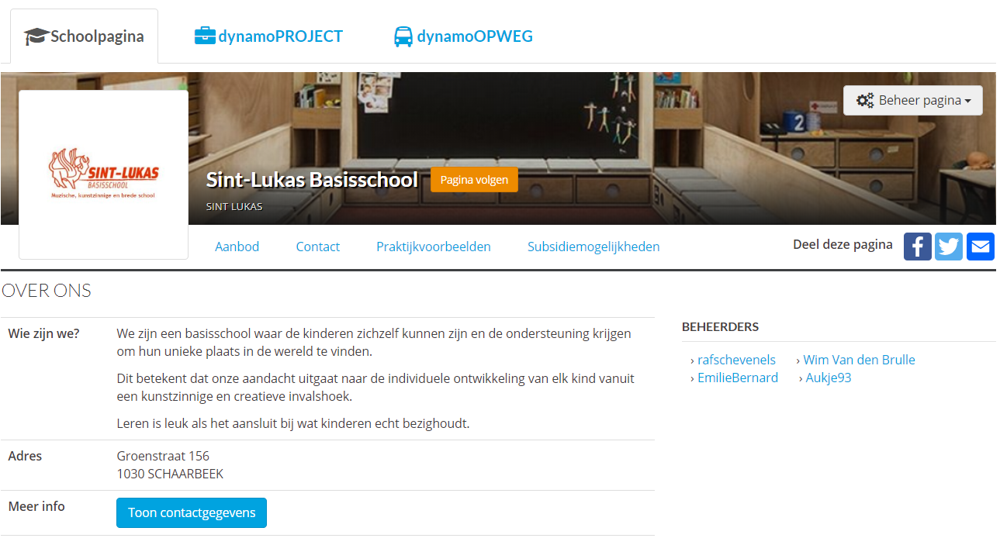 Schoolpagina
dynamoPROJECT
dynamoOPWEG
Beheer pagina
2
SINT-LUKAS
BASISSCHOOL
Muzische, kunstzinnige en brede school
Sint-Lukas Basisschool
Pagina volgen
SINT LUKAS
Aanbod
Contact
Praktijkvoorbeelden
Subsidiemogelijkheden
Deel deze pagina
OVER ONS
Wie zijn we?
We zijn een basisschool waar de kinderen zichzelf kunnen zijn en de ondersteuning krijgen
om hun unieke plaats in de wereld te vinden.
Dit betekent dat onze aandacht uitgaat naar de individuele ontwikkeling van elk kind vanuit
een kunstzinnige en creatieve invalshoek.
Leren is leuk als het aansluit bij wat kinderen echt bezighoudt.
Adres
Groenstraat 156
1030 SCHAARBEEK
Meer info
Toon contactgegevens
BEHEERDERS
› rafschevenels
› Wim Van den Brulle
› EmilieBernard
› Aukje93